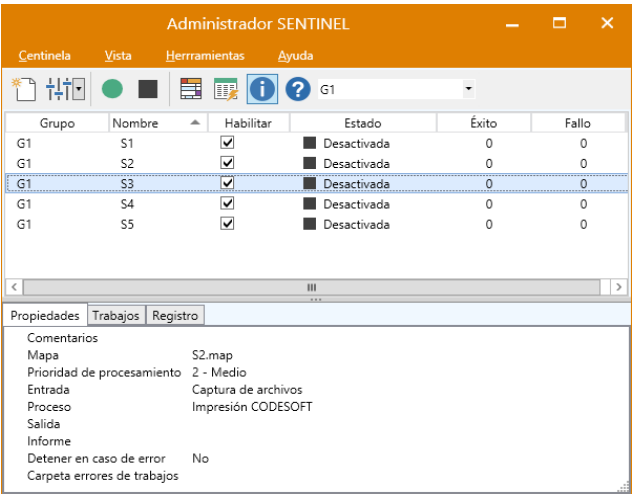 Administrador SENTINEL
Centinela Vista Herrramientas Ayuda
G1
Grupo Nombre Habilitar Estado Éxito Fallo
G1 S1 Desactivada 0 0
G1 S2 Desactivada 0 0
G1 S3 Desactivada 0 0
G1 S4 Desactivada 0 0
G1 S5 Desactivada 0 0
Propiedades Trabajos Registro
Comentarios
Mapa S2.map
Prioridad de procesamiento 2 - Medio
Entrada Captura de archivos
Proceso Impresión CODESOFT
Salida
Informe
Detener en caso de error No
Carpeta errores de trabajos